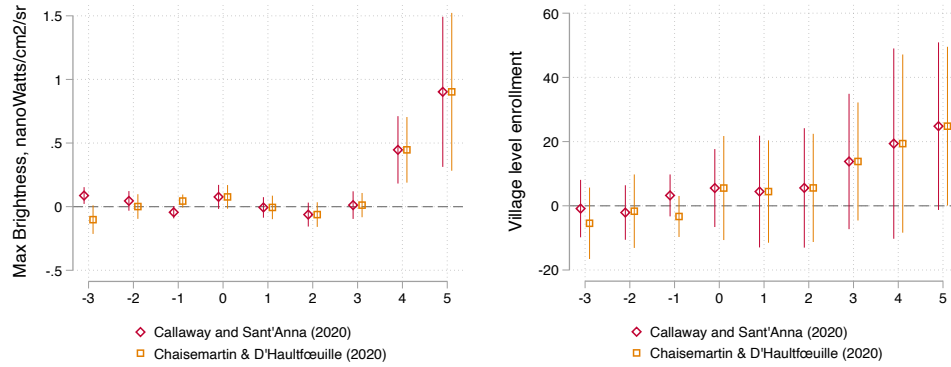 Max Brightness, nanoWatts/cm2/sr
1.5
1
.5
0
-.5
-3 -2 -1 0 1 2 3 4 5
Callaway and Sant'Anna (2020)
Chaisemartin & D'Haultfœuille (2020)
Village level enrollment
60
40
20
0
-20
-3 -2 -1 0 1 2 3 4 5
Callaway and Sant'Anna (2020)
Chaisemartin & D'Haultfœuille (2020)